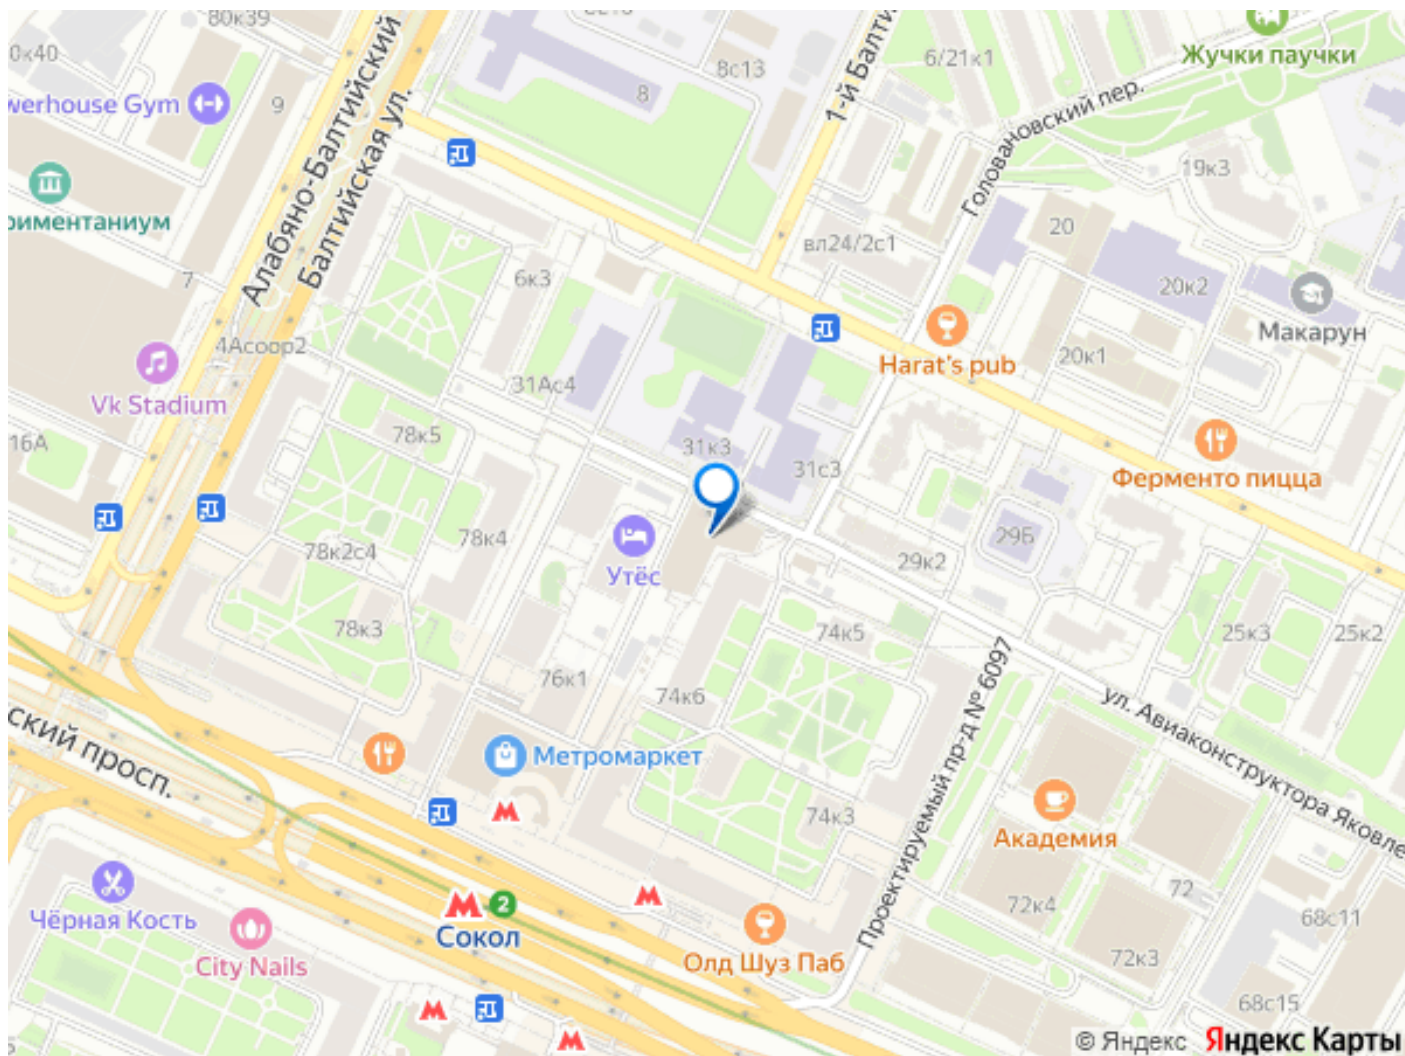 80к39
0к40
werhouse Gym
9
Алабяно-Балтийский
Балтийская ул.
8
8с13
1-й Балти
6/21к1
Жучки паучки
Головановский пер.
19к3
риментаниум
7
6к3
вл24/2с1
20
20к2
Макарун
4Асоор2
Vk Stadium
31Ас4
Harat's pub
20к1
16А
78к5
31к3
31с3
Ферменто пицца
78к2с4
78к4
Утёс
29Б
29к2
78к3
74к5
25к3
25к2
76к1
74к6
Проектируемый пр-д № 6097
ул. Авиаконструктора Яковле
ский просп.
Метромаркет
74к3
Академия
Чёрная Кость
City Nails
2
Сокол
Олд Шуз Паб
72к4
72
72к3
68с11
68с15
© Яндекс Яндекс Карты